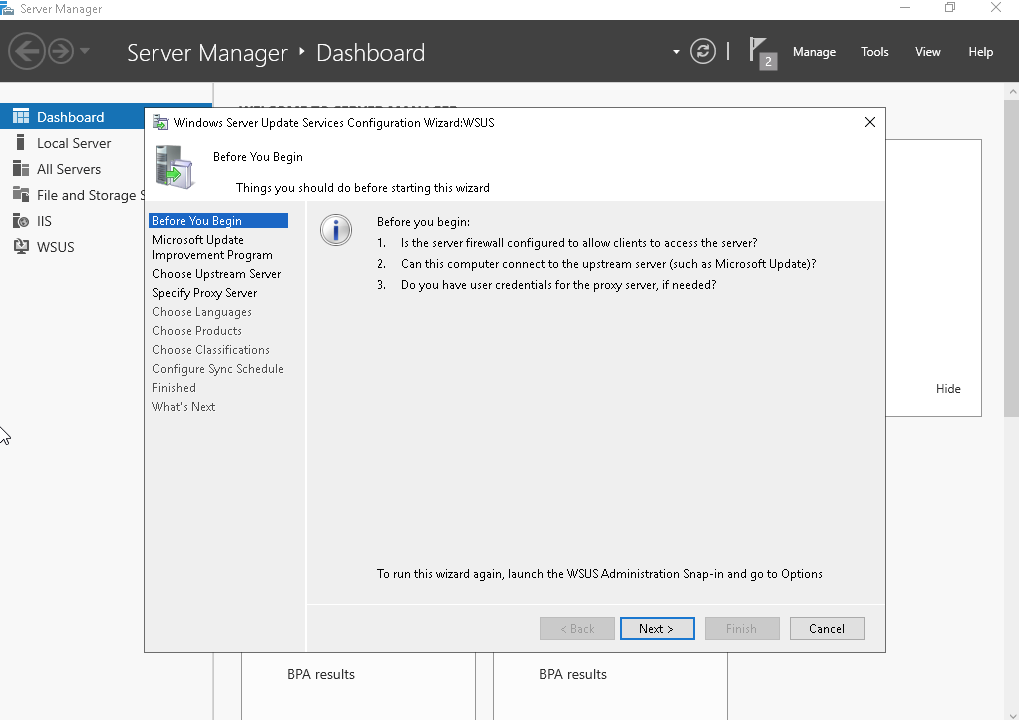 Server Manager
Server Manager • Dashboard
2
Manage
Tools
View
Help
Dashboard
Local Server
All Servers
File and Storage S
IIS
WSUS
Windows Server Update Services Configuration Wizard:WSUS
Before You Begin
Things you should do before starting this wizard
Before You Begin
Microsoft Update
Improvement Program
Choose Upstream Server
Specify Proxy Server
Choose Languages
Choose Products
Choose Classifications
Configure Sync Schedule
Finished
What's Next
Before you begin:
1. Is the server firewall configured to allow clients to access the server?
2. Can this computer connect to the upstream server (such as Microsoft Update)?
3. Do you have user credentials for the proxy server, if needed?
To run this wizard again, launch the WSUS Administration Snap-in and go to Options
< Back
Next >
Finish
Cancel
Hide
BPA results
BPA results